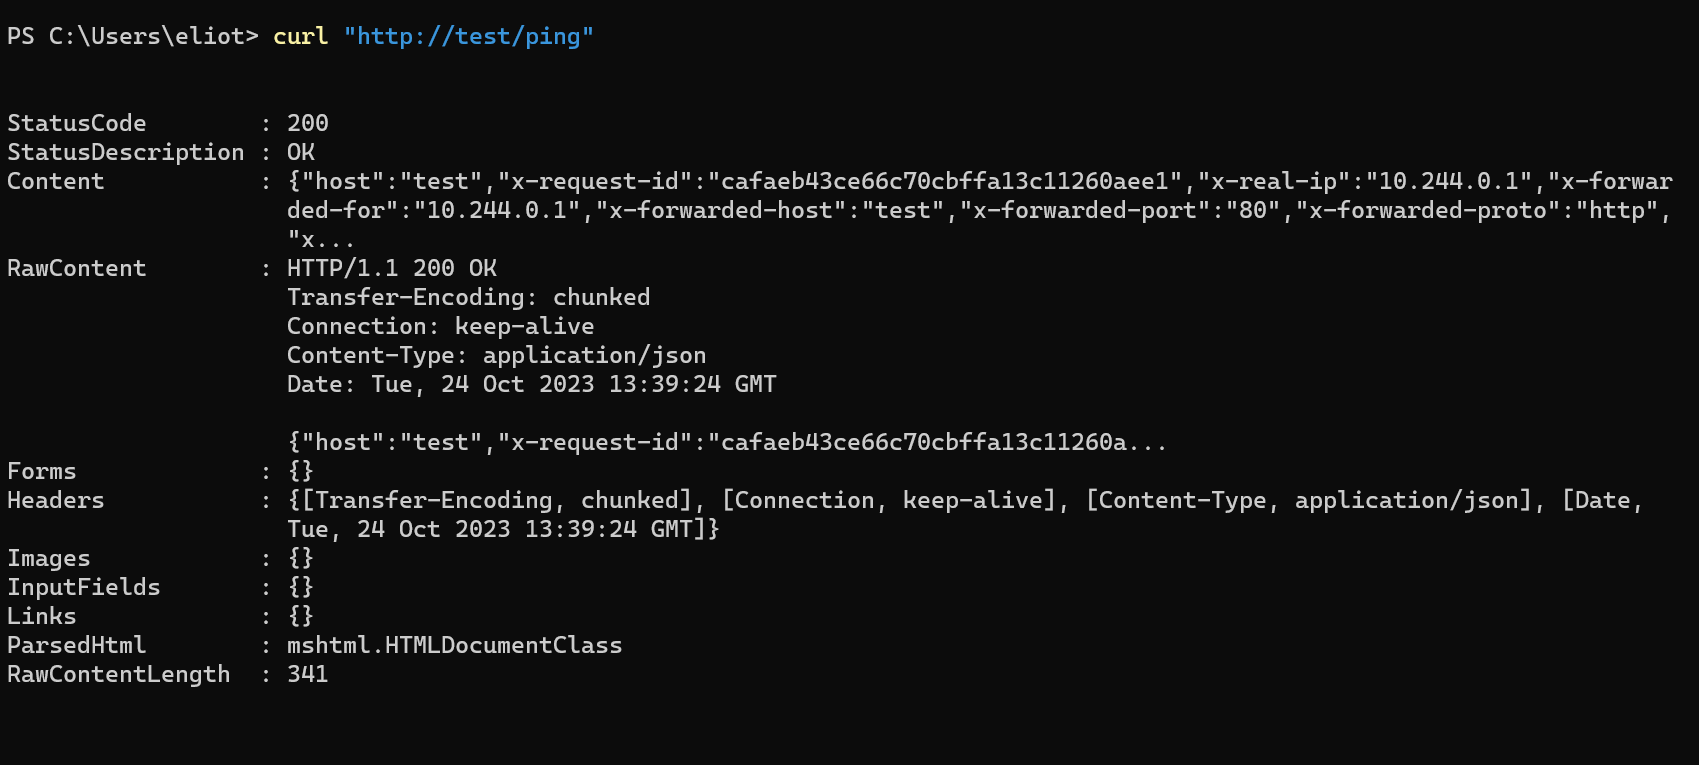 PS C:\Users\eliot> curl "http://test/ping"
StatusCode        : 200
StatusDescription : OK
Content           : {"host":"test","x-request-id":"cafaeb43ce66c70cbffa13c11260aee1","x-real-ip":"10.244.0.1","x-forwar
                    ded-for":"10.244.0.1","x-forwarded-host":"test","x-forwarded-port":"80","x-forwarded-proto":"http",
                    "x...
RawContent        : HTTP/1.1 200 OK
                    Transfer-Encoding: chunked
                    Connection: keep-alive
                    Content-Type: application/json
                    Date: Tue, 24 Oct 2023 13:39:24 GMT

                    {"host":"test","x-request-id":"cafaeb43ce66c70cbffa13c11260a...
Forms             : {}
Headers           : {[Transfer-Encoding, chunked], [Connection, keep-alive], [Content-Type, application/json], [Date,
                    Tue, 24 Oct 2023 13:39:24 GMT]}
Images            : {}
InputFields       : {}
Links             : {}
ParsedHtml        : mshtml.HTMLDocumentClass
RawContentLength  : 341